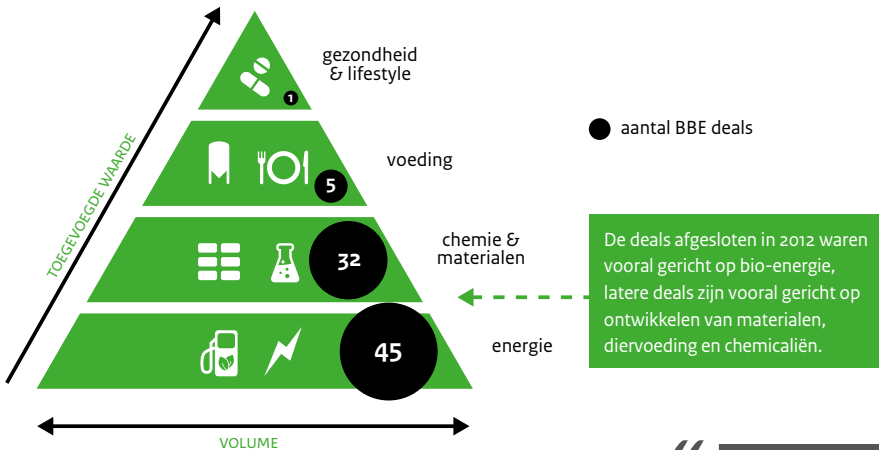 gezondheid
& lifestyle
1
aantal BBE deals
voeding
5
TOEGEVOEGDE WAARDE
chemie &
materialen
32
De deals afgesloten in 2012 waren
vooral gericht op bio-energie,
latere deals zijn vooral gericht op
ontwikkelen van materialen,
diervoeding en chemicaliën.
energie
45
VOLUME
“